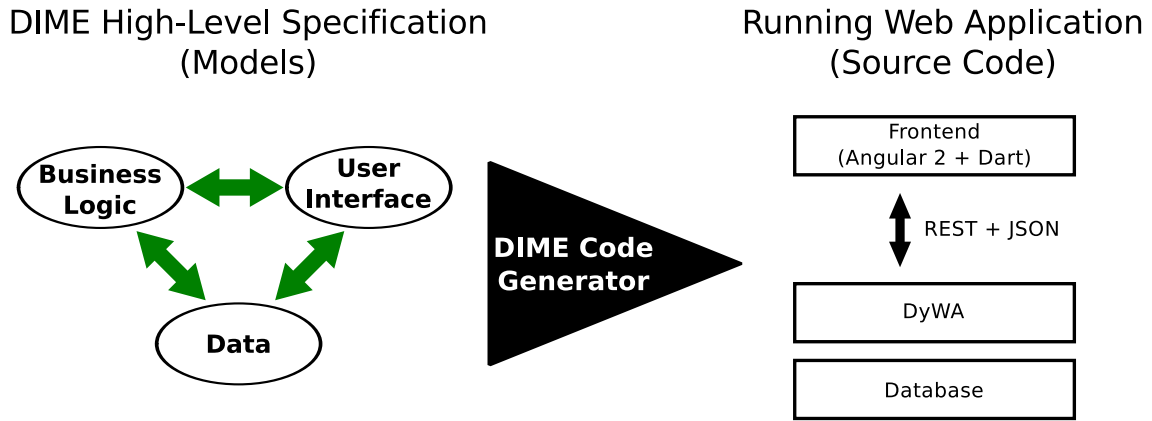 DIME High-Level Specification
(Models)
Running Web Application
(Source Code)
Business
Logic
User
Interface
Data
DIME Code
Generator
Frontend
(Angular 2 + Dart)
REST + JSON
DyWA
Database